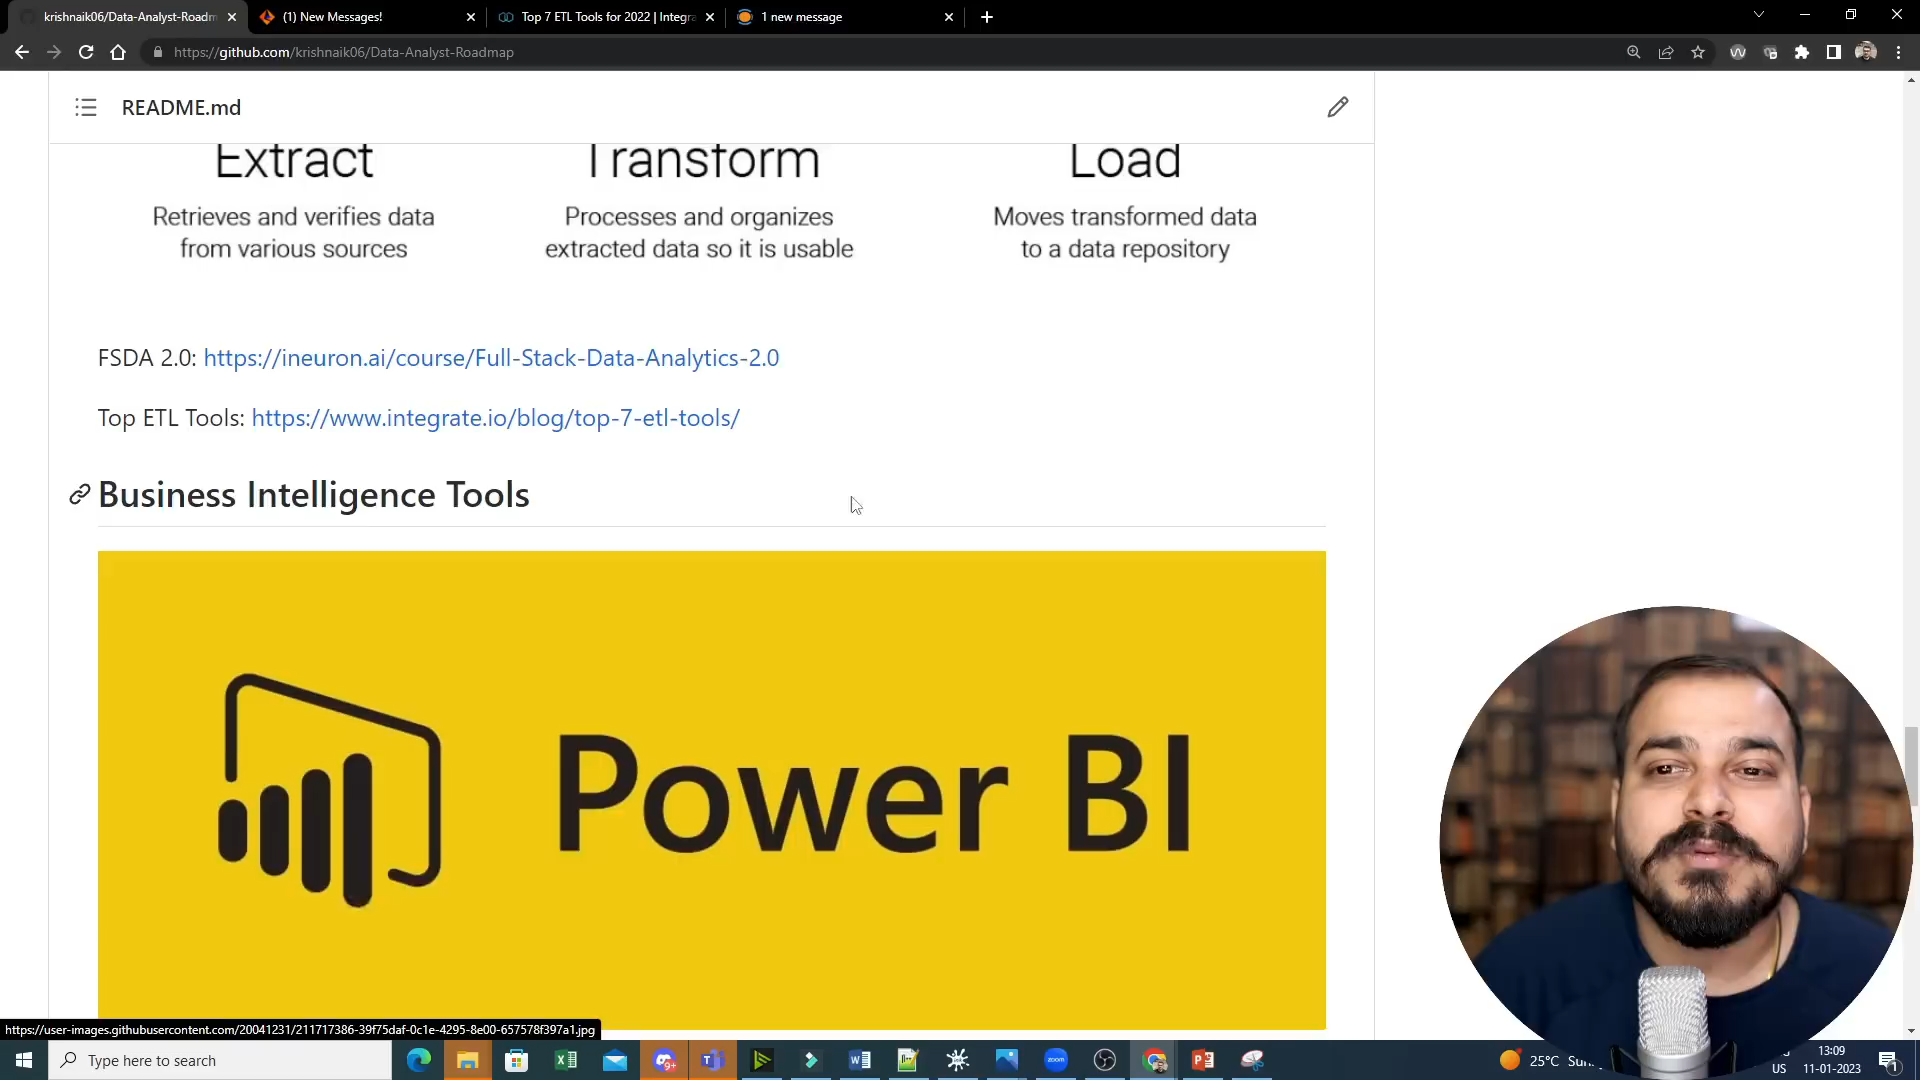 krishnaik06/Data-Analyst-Roadm
(1) New Messages!
Top 7 ETL Tools for 2022 | Integra
1 new message
https://github.com/krishnaik06/Data-Analyst-Roadmap
README.md
Extract
Transform
Load
Retrieves and verifies data
from various sources
Processes and organizes
extracted data so it is usable
Moves transformed data
to a data repository
FSDA 2.0: https://ineuron.ai/course/Full-Stack-Data-Analytics-2.0
Top ETL Tools: https://www.integrate.io/blog/top-7-etl-tools/
Business Intelligence Tools
Power BI
https://user-images.githubusercontent.com/20041231/211717386-39f75daf-0c1e-4295-8e00-657578f397a1.jpg
Type here to search
9+
zoom
25°C
US
13:09
11-01-2023
1